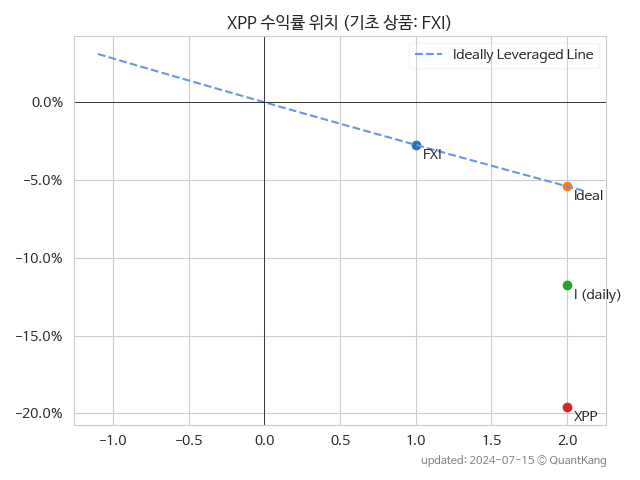 XPP 수익률 위치 (기초 상품: FXI)
Ideally Leveraged Line
0.0%
FXI
−5.0%
Ideal
−10.0%
I (daily)
−15.0%
−20.0%
XPP
−1.0
−0.5
0.0
0.5
1.0
1.5
2.0
updated: 2024-07-15 © QuantKang